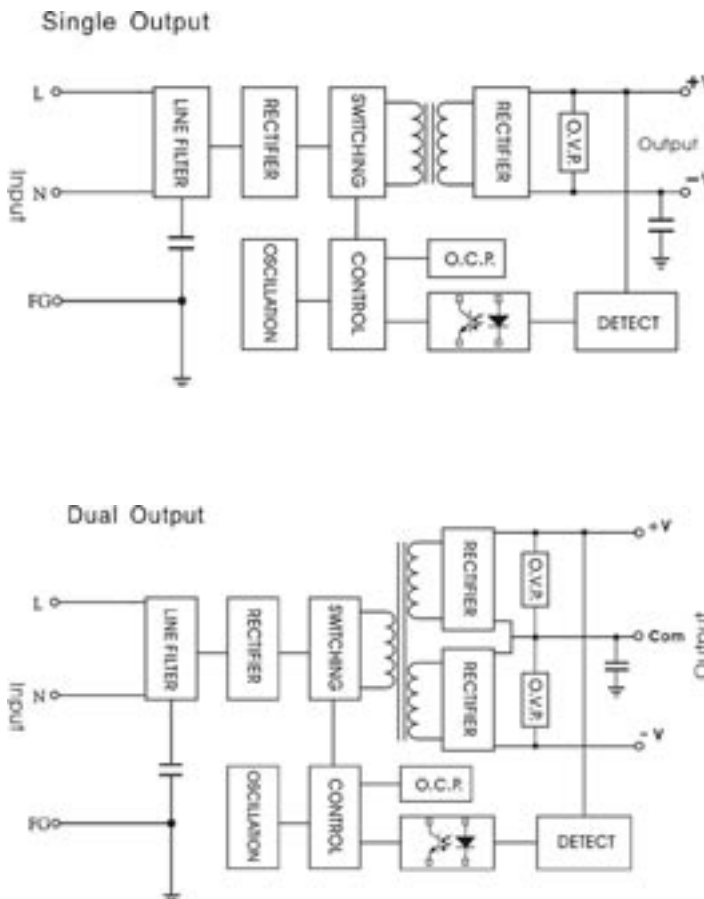 Single Output
L
LINE FILTER
RECTIFIER
SWITCHING
RECTIFIER
O.V.P.
+V
Output
N
-V
Input
FG
OSCILLATION
CONTROL
O.C.P.
DETECT
Dual Output
L
LINE FILTER
RECTIFIER
SWITCHING
RECTIFIER
RECTIFIER
O.V.P.
O.V.P.
+V
Com
- V
Output
N
Input
FG
OSCILLATION
CONTROL
O.C.P.
DETECT